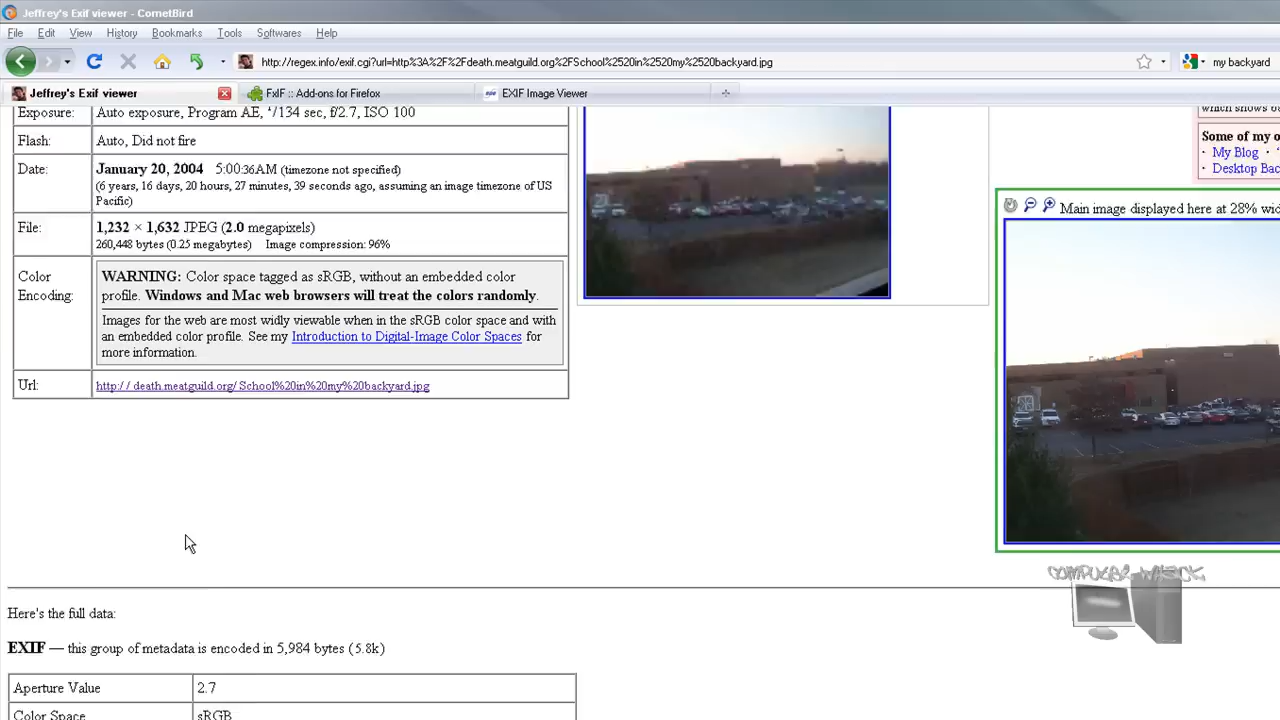 Jeffrey's Exif viewer - CometBird
File Edit View History Bookmarks Tools Softwares Help
http://regex.info/exif.cgi?url=http%3A%2F%2Fdeath.meatguild.org%2FSchool%2520in%2520my%2520backyard.jpg
my backyard
Jeffrey's Exif viewer
FxIF :: Add-ons for Firefox
EXIF Image Viewer
Exposure: Auto exposure, Program AE, 1/134 sec, f/2.7, ISO 100
Flash: Auto, Did not fire
Date: January 20, 2004 5:00:36AM (timezone not specified)
(6 years, 16 days, 20 hours, 27 minutes, 39 seconds ago, assuming an image timezone of US
Pacific)
File: 1,232 × 1,632 JPEG (2.0 megapixels)
260,448 bytes (0.25 megabytes) Image compression: 96%
Color
Encoding:
WARNING: Color space tagged as sRGB, without an embedded color
profile. Windows and Mac web browsers will treat the colors randomly.
Images for the web are most widly viewable when in the sRGB color space and with
an embedded color profile. See my Introduction to Digital-Image Color Spaces for
more information.
Url: http:// death.meatguild.org/ School%20in%20my%20backyard.jpg
which shows
Some of my
· My Blog ·
· Desktop
Main image displayed here at 28%
COMPUTER WHICK
Here's the full data:
EXIF — this group of metadata is encoded in 5,984 bytes (5.8k)
Aperture Value 2.7
Color Space sRGB